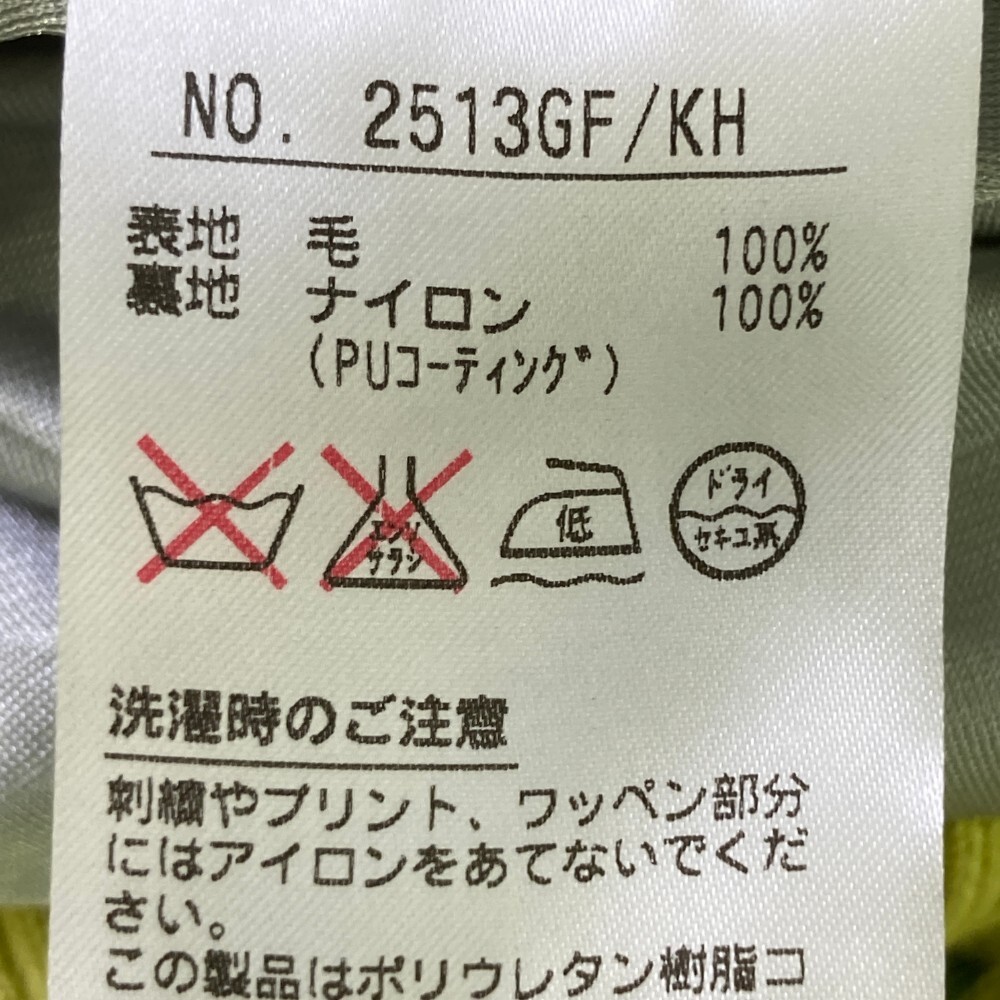 NO. 2513GF/KH
表地 毛 100%
裏地 ナイロン 100%
(PUコーティング)
エンソ
サラシ
低
ドライ
セキユ系
洗濯時のご注意
刺繍やプリント、ワッペン部分
にはアイロンをあてないでくだ
さい。
この製品はポリウレタン樹脂コ